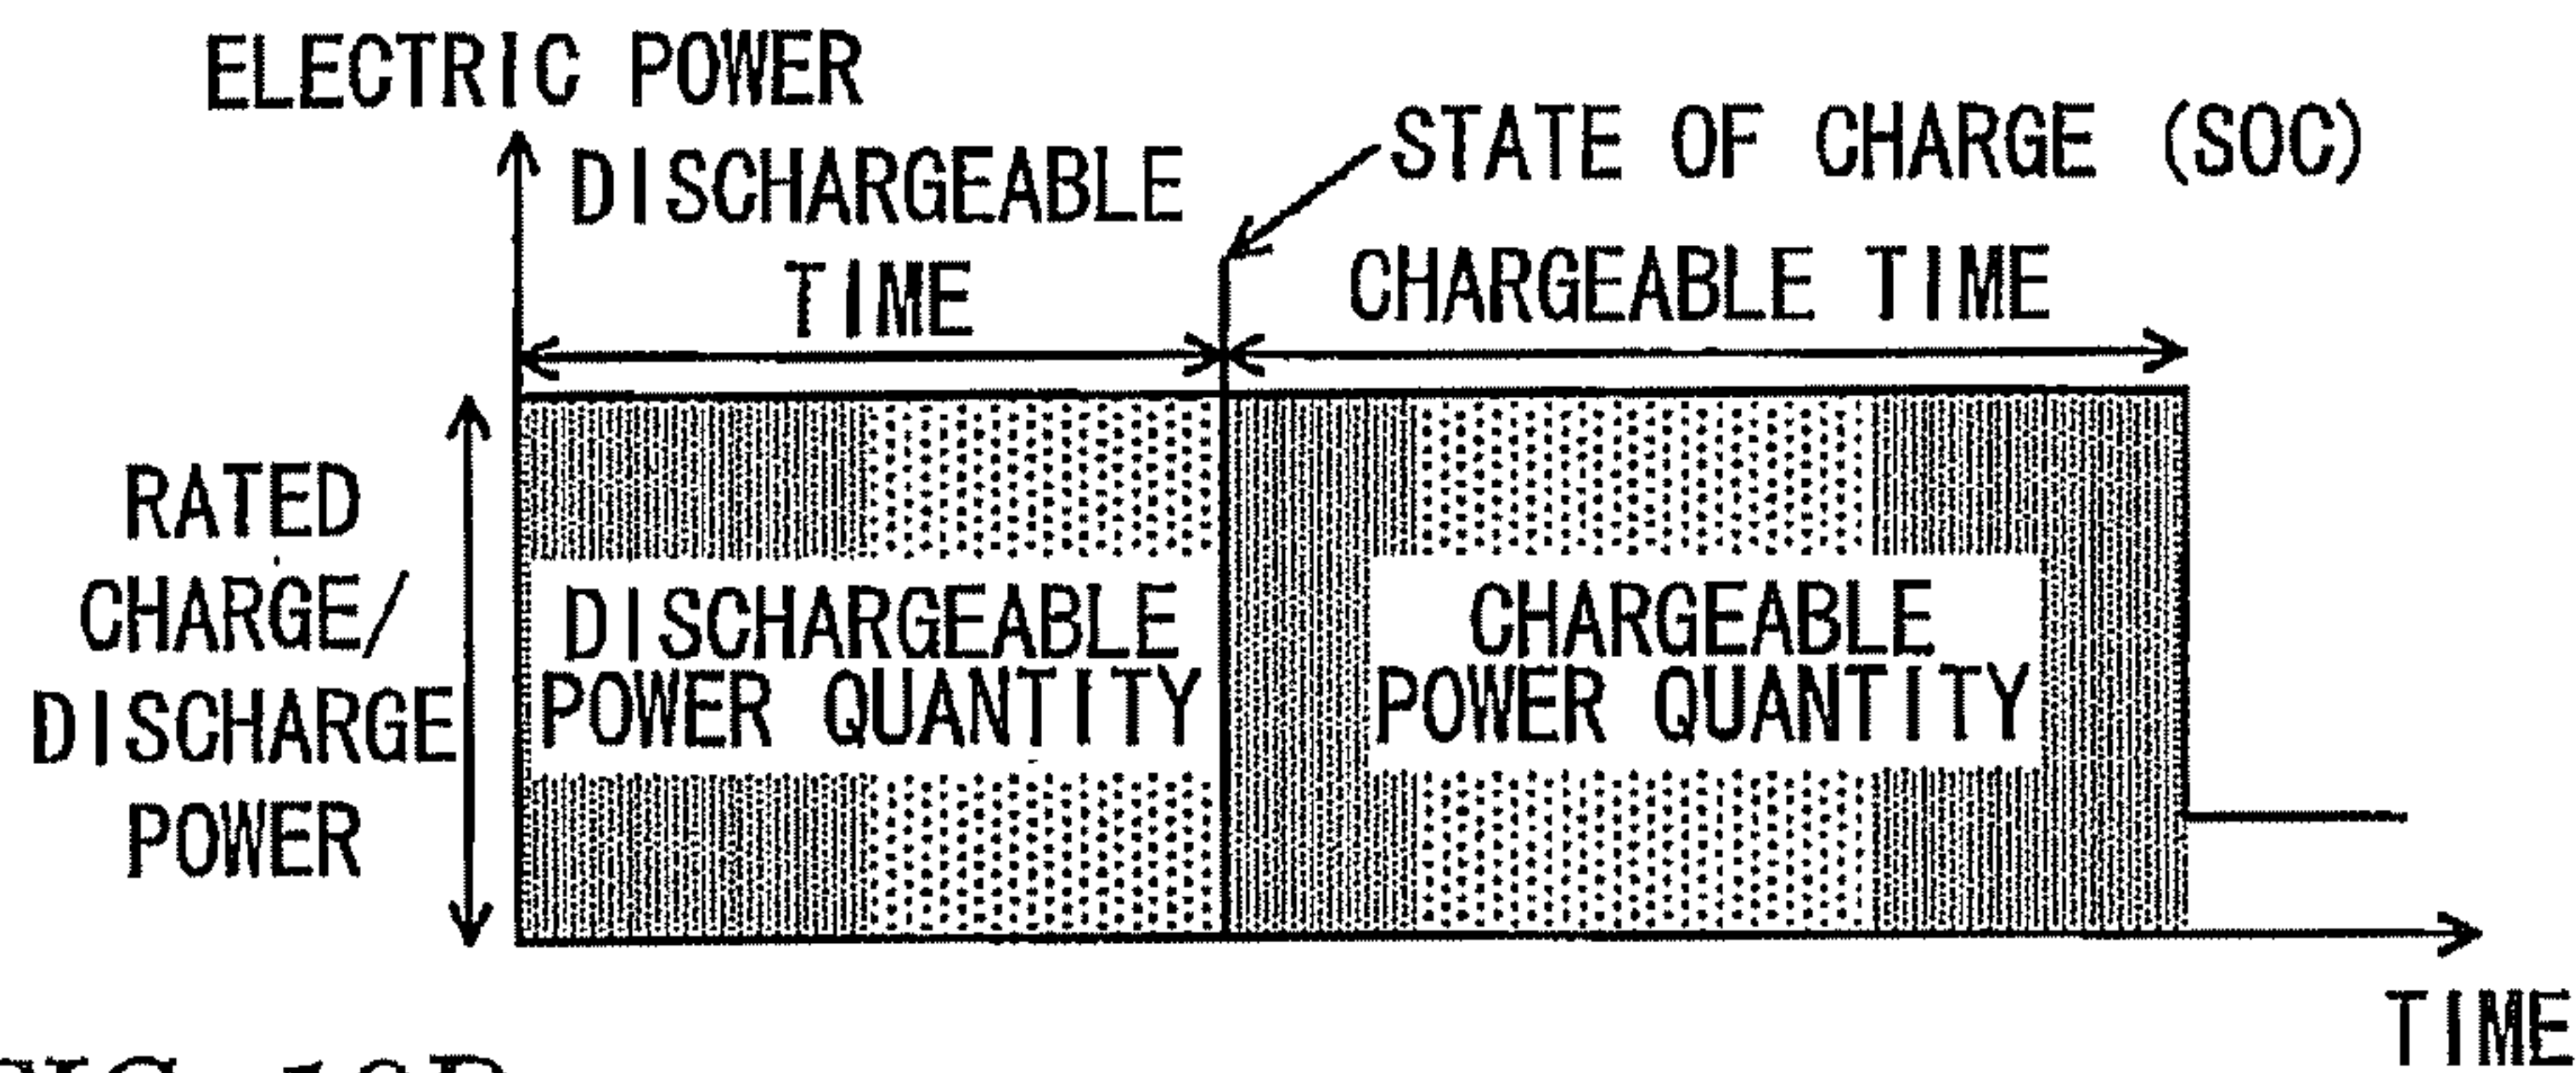 ELECTRIC POWER
DISCHARGEABLE
TIME
STATE OF CHARGE (SOC)
CHARGEABLE TIME
RATED
CHARGE/
DISCHARGE
POWER
DISCHARGEABLE
POWER QUANTITY
CHARGEABLE
POWER QUANTITY
TIME